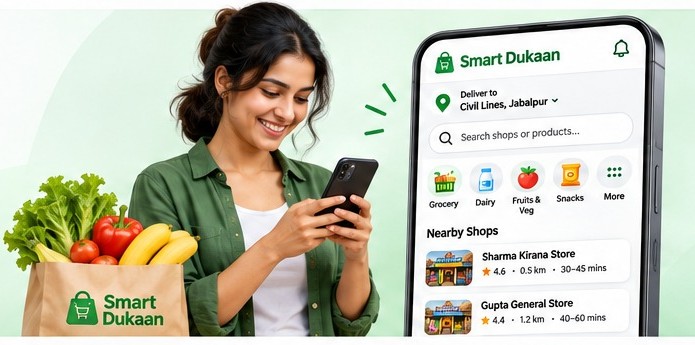 Smart
Dukaan
Smart Dukaan
Deliver to
Civil Lines, Jabalpur
Search shops or products...
Grocery
Dairy
Fruits &
Veg
Snacks
More
Nearby Shops
Sharma Kirana Store
4.6 · 0.5 km · 30-45 mins
Gupta General Store
4.4 · 1.2 km · 40-60 mins